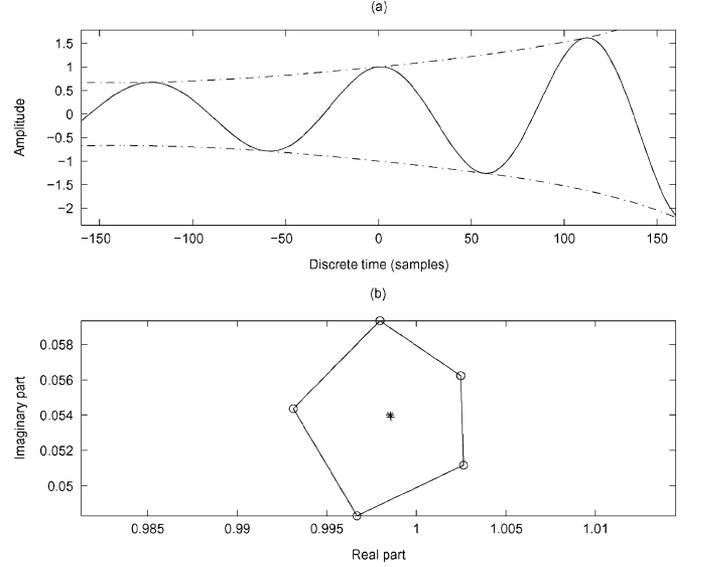 (a)
1.5
1
0.5
0
−0.5
−1
−1.5
−2
Amplitude
−150 −100 −50 0 50 100 150
Discrete time (samples)
(b)
0.058
0.056
0.054
0.052
0.05
Imaginary part
0.985 0.99 0.995 1 1.005 1.01
Real part